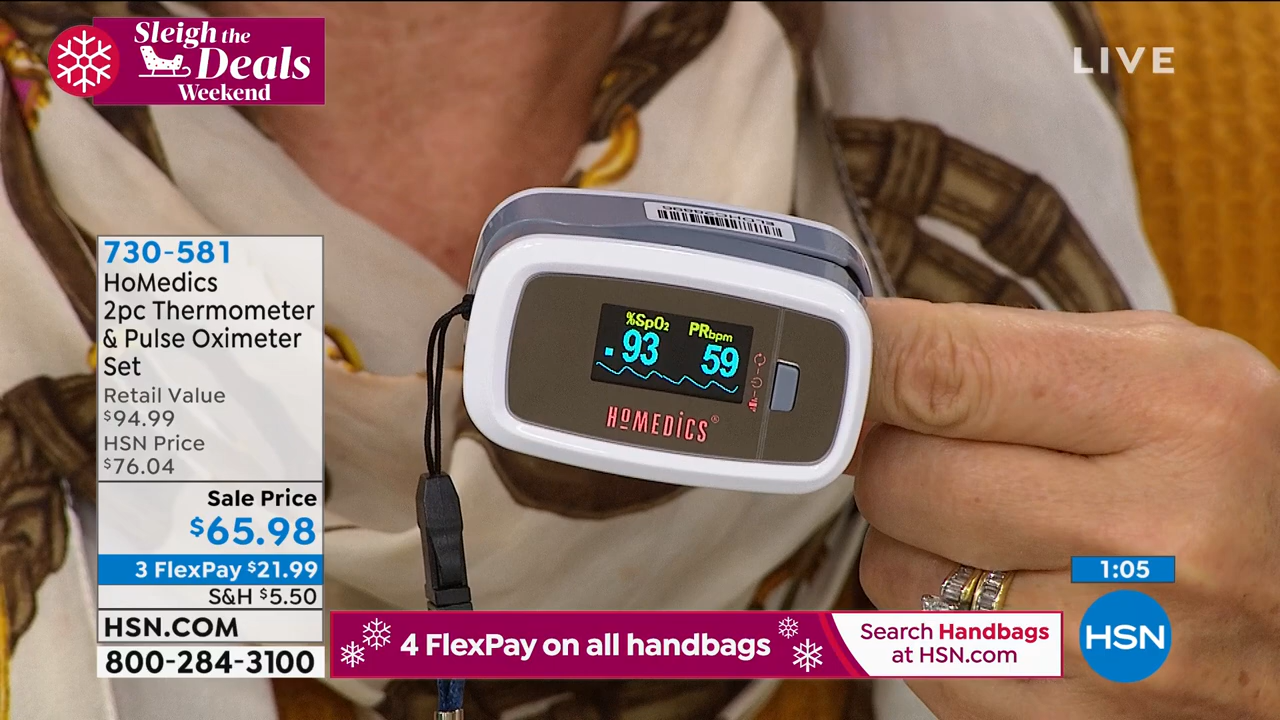 Sleigh the
Deals
Weekend
LIVE
730-581
HoMedics
2pc Thermometer
& Pulse Oximeter
Set
Retail Value
$94.99
HSN Price
$76.04
Sale Price
$65.98
3 FlexPay $21.99
S&H $5.50
HSN.COM
800-284-3100
%SpO₂ PRbpm
93 59
HoMEDiCS®
4 FlexPay on all handbags
Search Handbags
at HSN.com
1:05
HSN